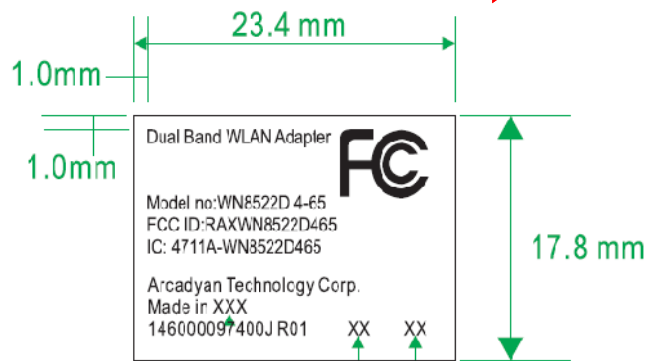 23.4 mm
1.0mm
1.0mm
Dual Band WLAN Adapter
FC
Model no:WN8522D 4-65
FCC ID:RAXWN8522D465
IC: 4711A-WN8522D465
17.8 mm
Arcadyan Technology Corp.
Made in XXX
146000097400J R01 XX XX